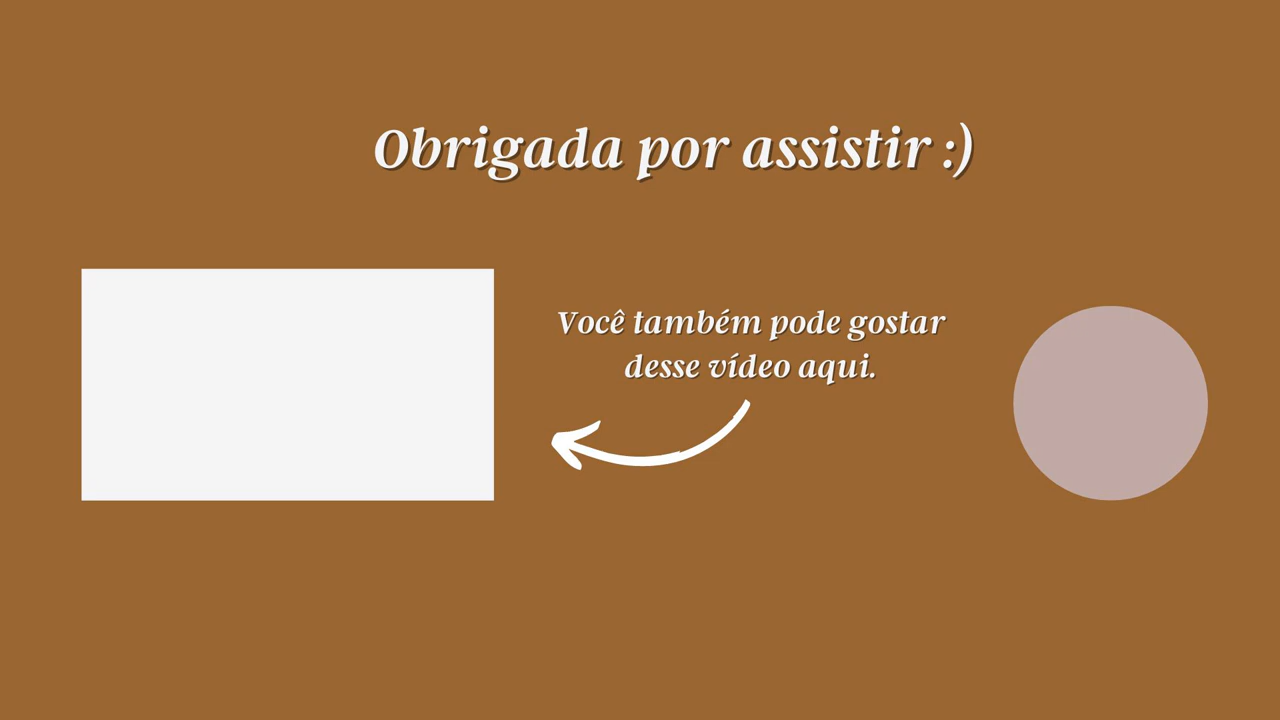 Obrigada por assistir :)
Você também pode gostar
desse vídeo aqui.